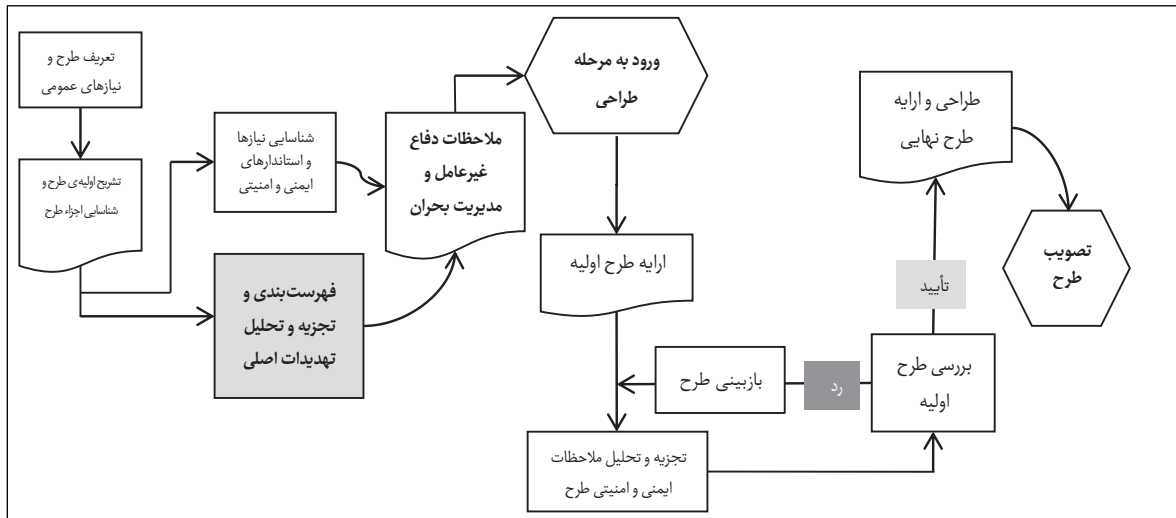 تعریف طرح و
نیازهای عمومی
تشریح اولیه‌ی طرح و
شناسایی اجزاء طرح
شناسایی نیازها
و استاندارهای
ایمنی و امنیتی
فهرست‌بندی و
تجزیه و تحلیل
تهدیدات اصلی
ملاحظات دفاع
غیرعامل و
مدیریت بحران
ورود به مرحله
طراحی
ارایه طرح اولیه
تجزیه و تحلیل ملاحظات
ایمنی و امنیتی طرح
بررسی طرح
اولیه
رد
بازبینی طرح
تأیید
طراحی و ارایه
طرح نهایی
تصویب
طرح